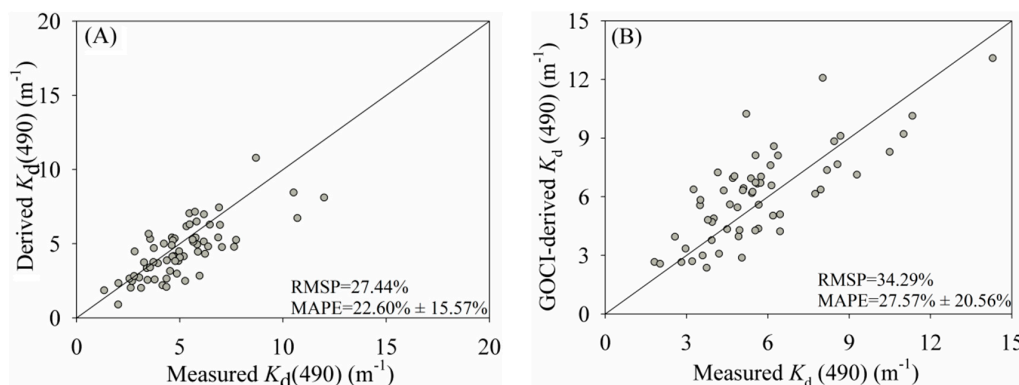 (A)
20
15
10
5
0
Derived Kd(490) (m-1)
RMSP=27.44%
MAPE=22.60% ± 15.57%
0 5 10 15 20
Measured Kd(490) (m-1)
(B)
15
12
9
6
3
0
GOCI-derived Kd (490) (m-1)
RMSP=34.29%
MAPE=27.57% ± 20.56%
0 3 6 9 12 15
Measured Kd (490) (m-1)